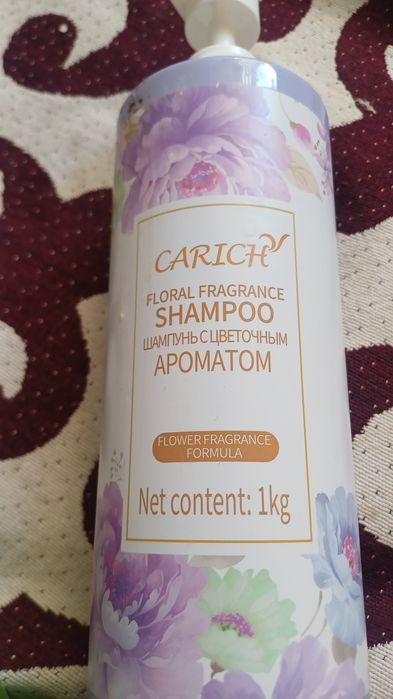 CARICH
FLORAL FRAGRANCE
SHAMPOO
ШАМПУНЬ С ЦВЕТОЧНЫМ
АРОМАТОМ
FLOWER FRAGRANCE
FORMULA
Net content: 1kg